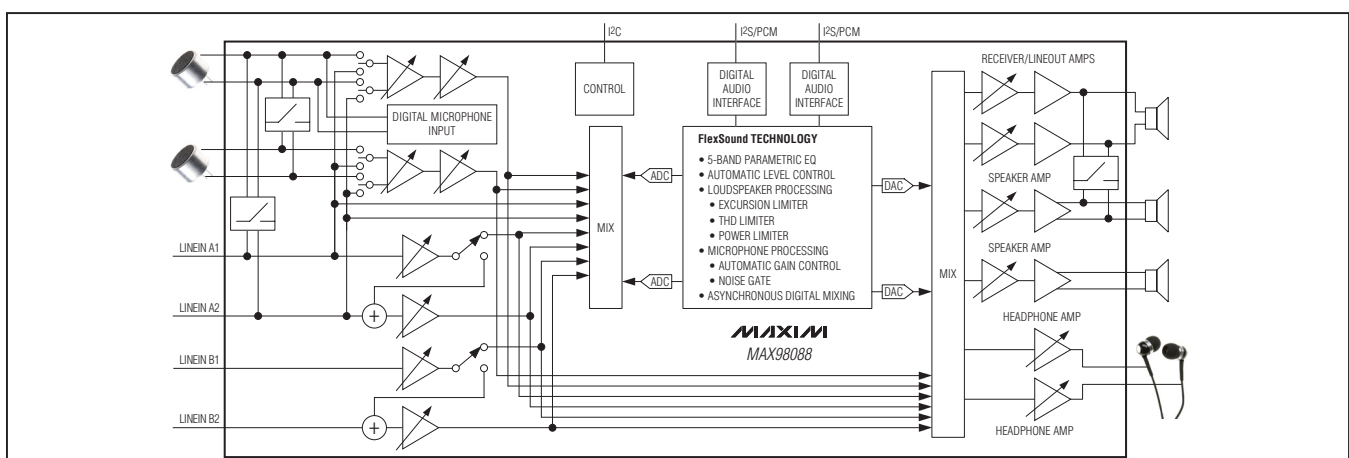 I²C
I²S/PCM
I²S/PCM
RECEIVER/LINEOUT AMPS
CONTROL
DIGITAL
AUDIO
INTERFACE
DIGITAL
AUDIO
INTERFACE
DIGITAL MICROPHONE
INPUT
FlexSound TECHNOLOGY
• 5-BAND PARAMETRIC EQ
• AUTOMATIC LEVEL CONTROL
• LOUDSPEAKER PROCESSING
• EXCURSION LIMITER
• THD LIMITER
• POWER LIMITER
• MICROPHONE PROCESSING
• AUTOMATIC GAIN CONTROL
• NOISE GATE
• ASYNCHRONOUS DIGITAL MIXING
ADC
ADC
DAC
DAC
MIX
MIX
SPEAKER AMP
SPEAKER AMP
HEADPHONE AMP
HEADPHONE AMP
LINEIN A1
LINEIN A2
LINEIN B1
LINEIN B2
MAXIM
MAX98088